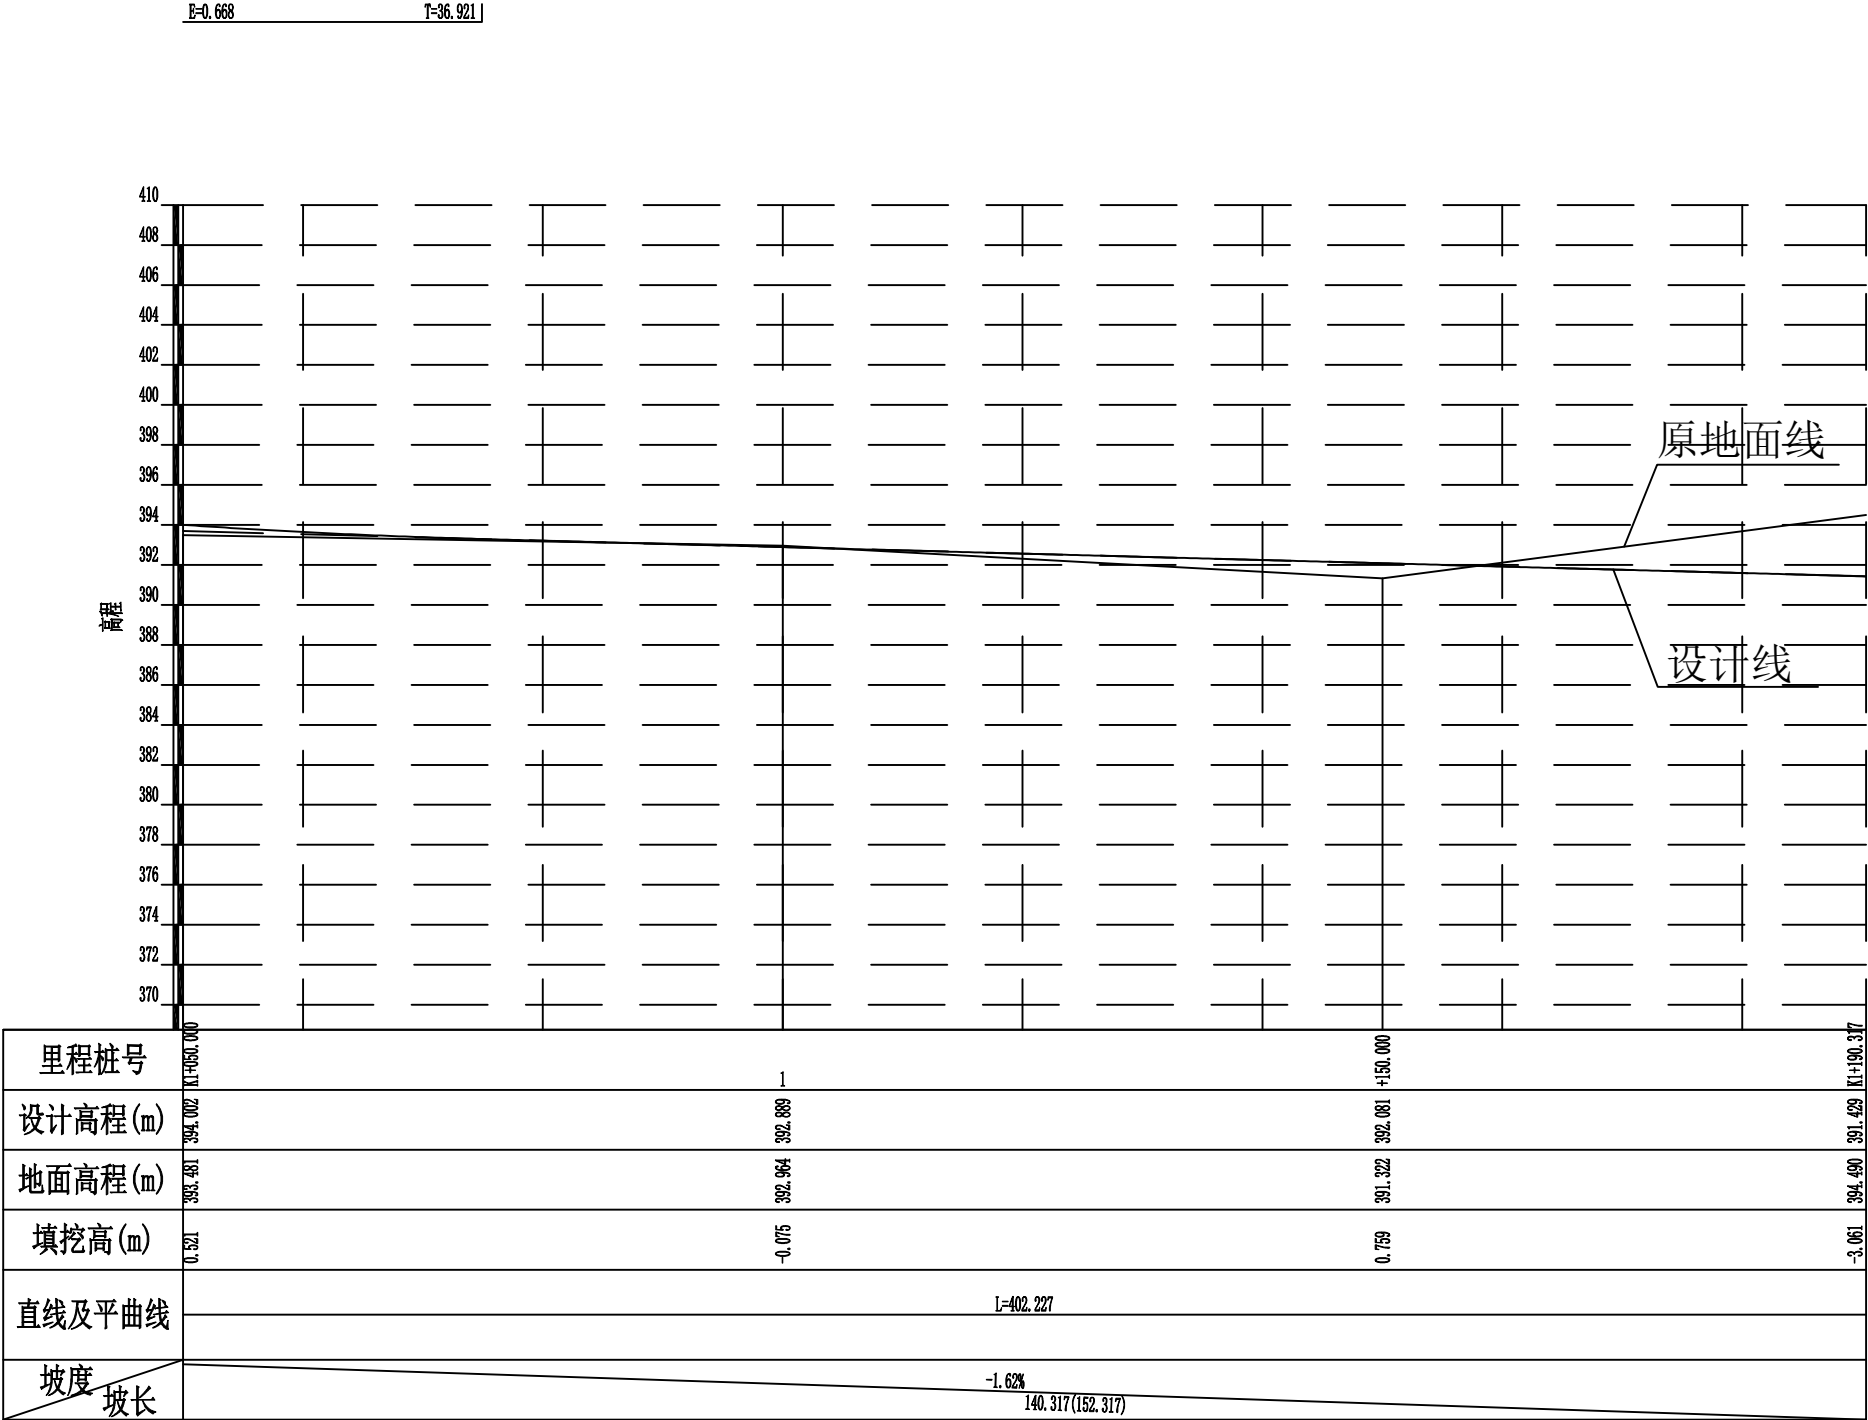 E=0.668 T=36.921
410
408
406
404
402
400
398
396
394
392
390
388
386
384
382
380
378
376
374
372
370
高程
原地面线
设计线
里程桩号 K1+050.000 1 +150.000 K1+190.317
设计高程(m) 394.002 392.889 392.081 391.429
地面高程(m) 393.481 392.964 391.322 394.490
填挖高(m) 0.521 -0.075 0.759 -3.061
直线及平曲线 L=402.227
坡度 -1.62%
坡长 140.317(152.317)